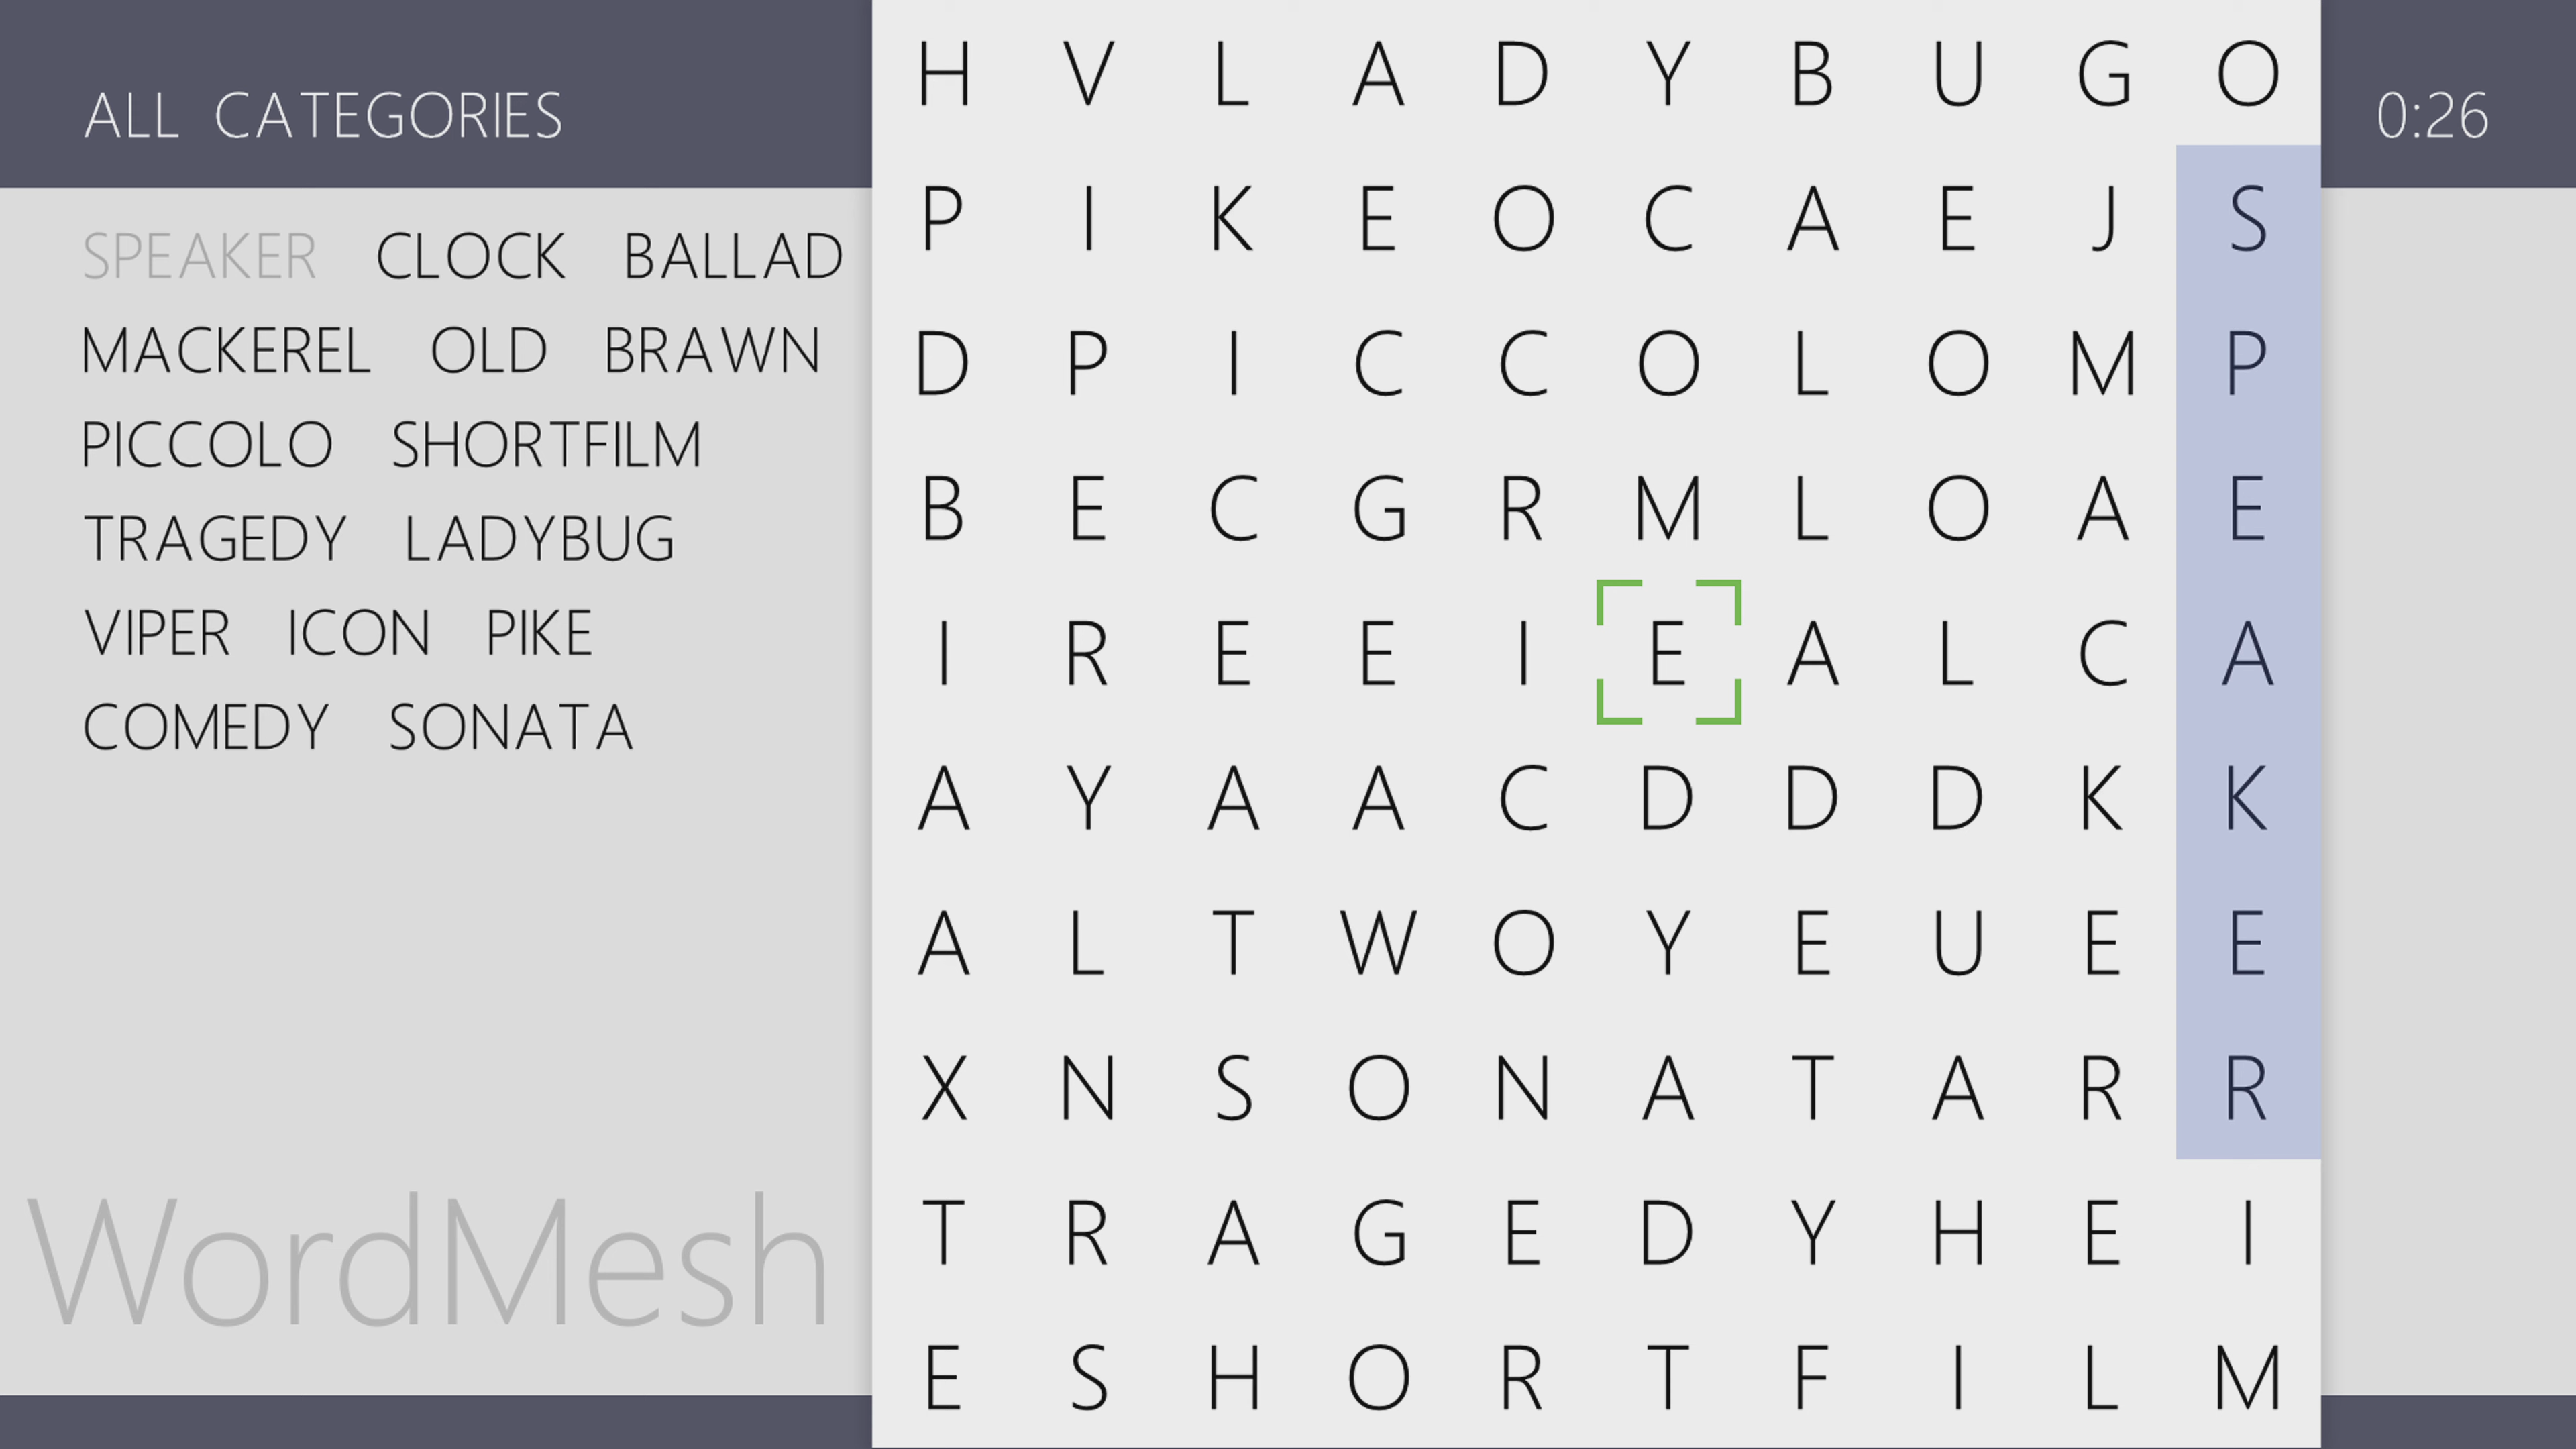 ALL CATEGORIES
0:26
SPEAKER CLOCK BALLAD
MACKEREL OLD BRAWN
PICCOLO SHORTFILM
TRAGEDY LADYBUG
VIPER ICON PIKE
COMEDY SONATA
WordMesh
H V L A D Y B U G O
P I K E O C A E J S
D P I C C O L O M P
B E C G R M L O A E
I R E E I E A L C A
A Y A A C D D D K K
A L T W O Y E U E E
X N S O N A T A R R
T R A G E D Y H E I
E S H O R T F I L M